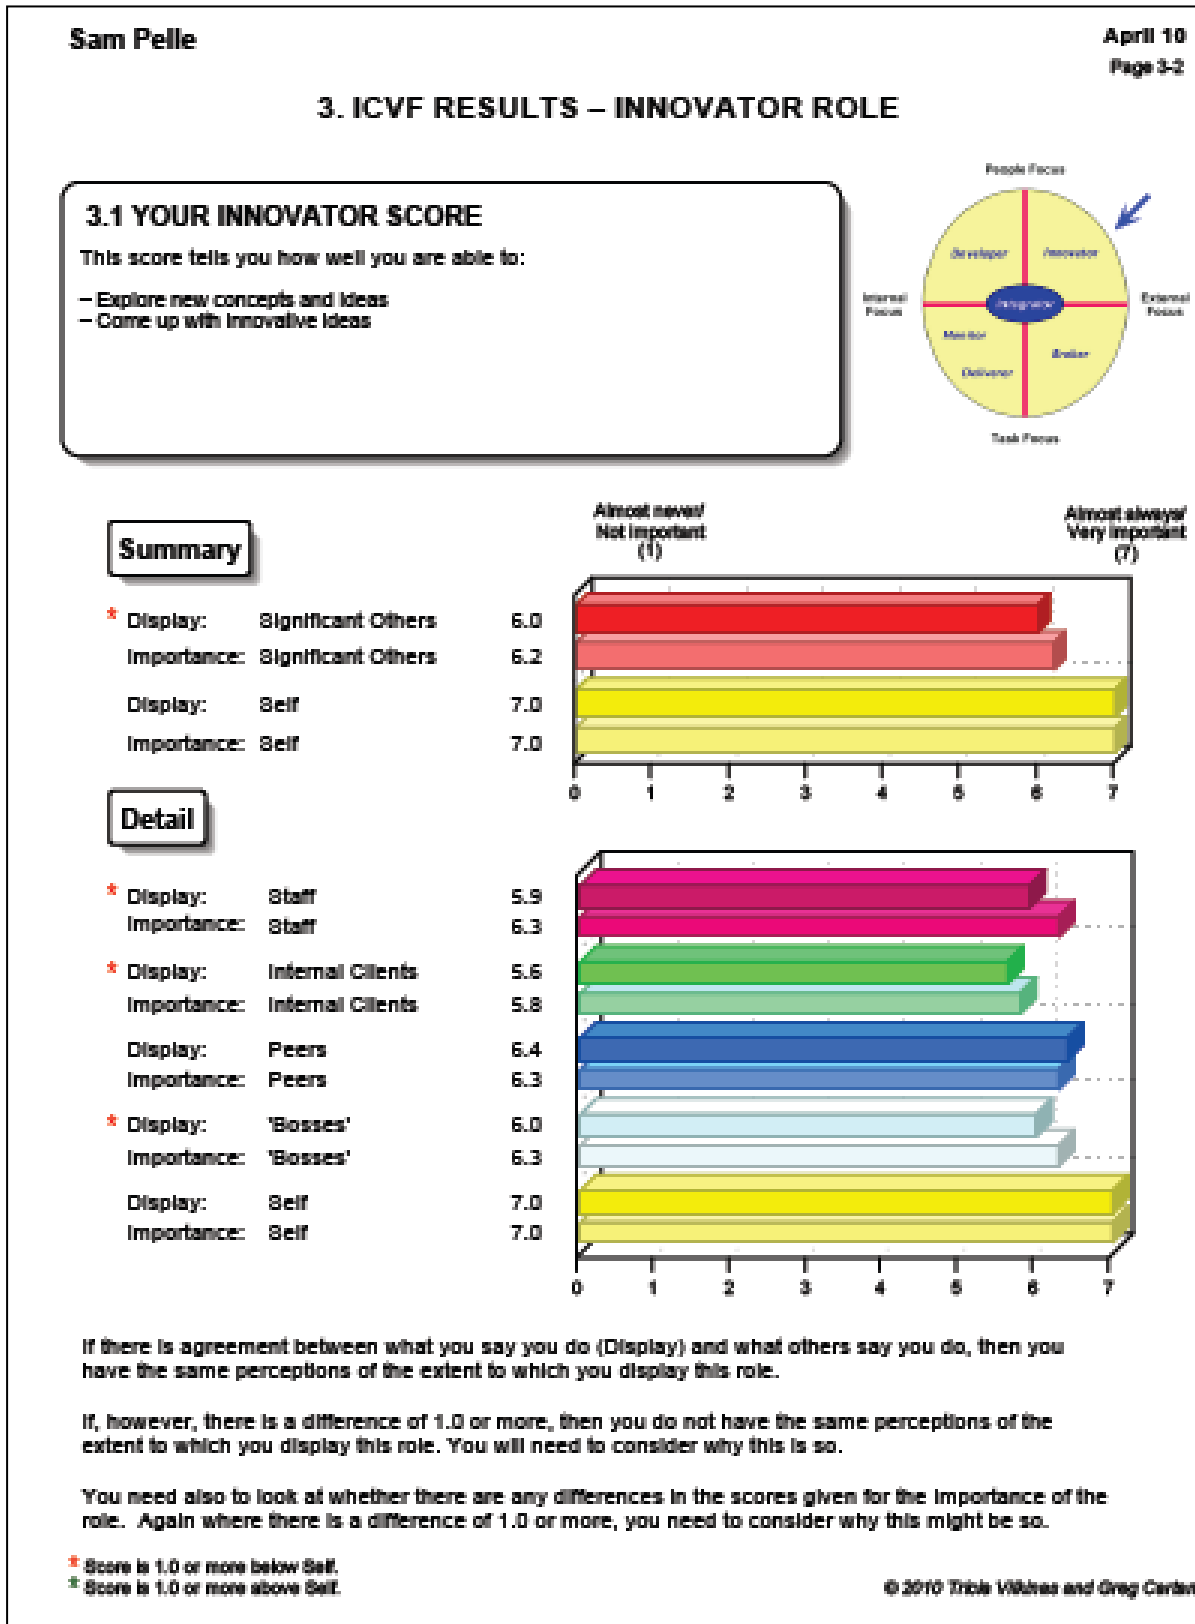 Sam Pelle
April 10
Page 3-2
3. ICVF RESULTS – INNOVATOR ROLE
3.1 YOUR INNOVATOR SCORE
This score tells you how well you are able to:
– Explore new concepts and ideas
– Come up with innovative ideas
People Focus
Developer
Innovator
Internal
Focus
Integrator
External
Focus
Monitor
Deliverer
Broker
Task Focus
Summary
Almost never/
Not important
(1)
Almost always/
Very important
(7)
* Display: Significant Others 6.0
Importance: Significant Others 6.2
Display: Self 7.0
Importance: Self 7.0
0 1 2 3 4 5 6 7
Detail
* Display: Staff 5.9
Importance: Staff 6.3
* Display: Internal Clients 5.6
Importance: Internal Clients 5.8
Display: Peers 6.4
Importance: Peers 6.3
* Display: 'Bosses' 6.0
Importance: 'Bosses' 6.3
Display: Self 7.0
Importance: Self 7.0
0 1 2 3 4 5 6 7
If there is agreement between what you say you do (Display) and what others say you do, then you
have the same perceptions of the extent to which you display this role.
If, however, there is a difference of 1.0 or more, then you do not have the same perceptions of the
extent to which you display this role. You will need to consider why this is so.
You need also to look at whether there are any differences in the scores given for the importance of the
role. Again where there is a difference of 1.0 or more, you need to consider why this might be so.
* Score is 1.0 or more below Self.
* Score is 1.0 or more above Self.
© 2010 Tricia Vilkinas and Greg Cartan